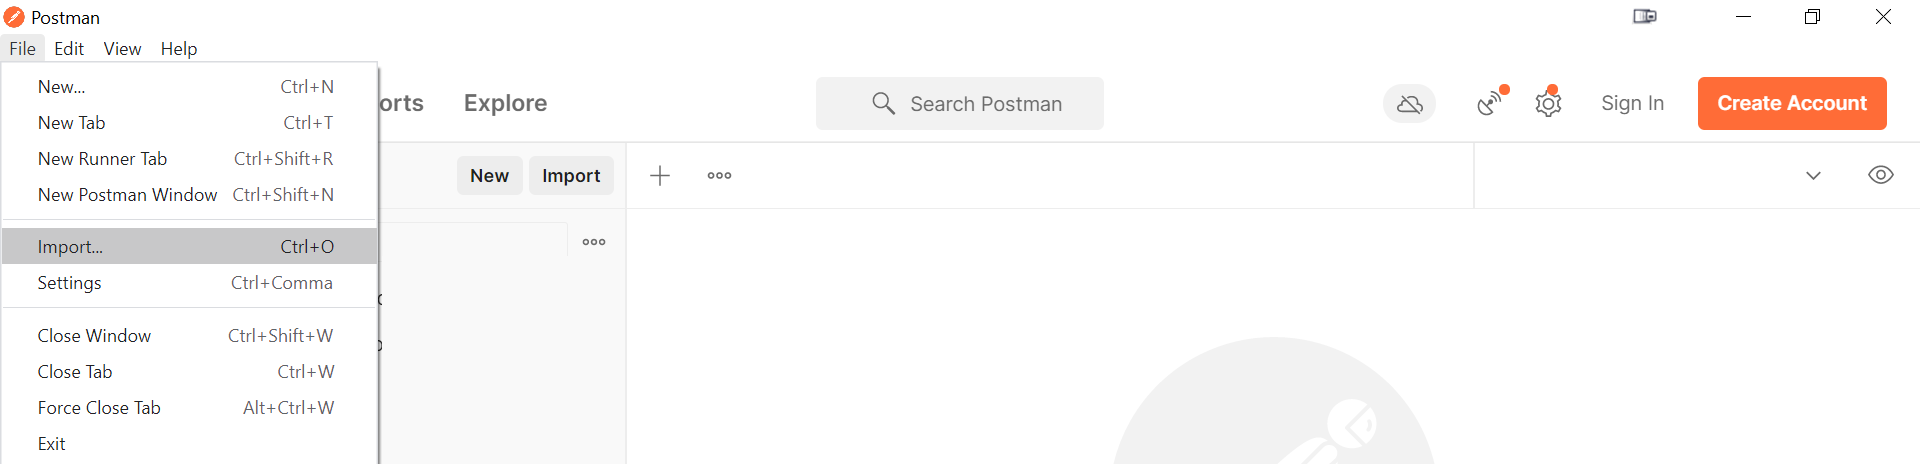 Postman
File Edit View Help
New... Ctrl+N
New Tab Ctrl+T
New Runner Tab Ctrl+Shift+R
New Postman Window Ctrl+Shift+N
Import... Ctrl+O
Settings Ctrl+Comma
Close Window Ctrl+Shift+W
Close Tab Ctrl+W
Force Close Tab Alt+Ctrl+W
Exit
orts Explore Search Postman Sign In Create Account
New Import